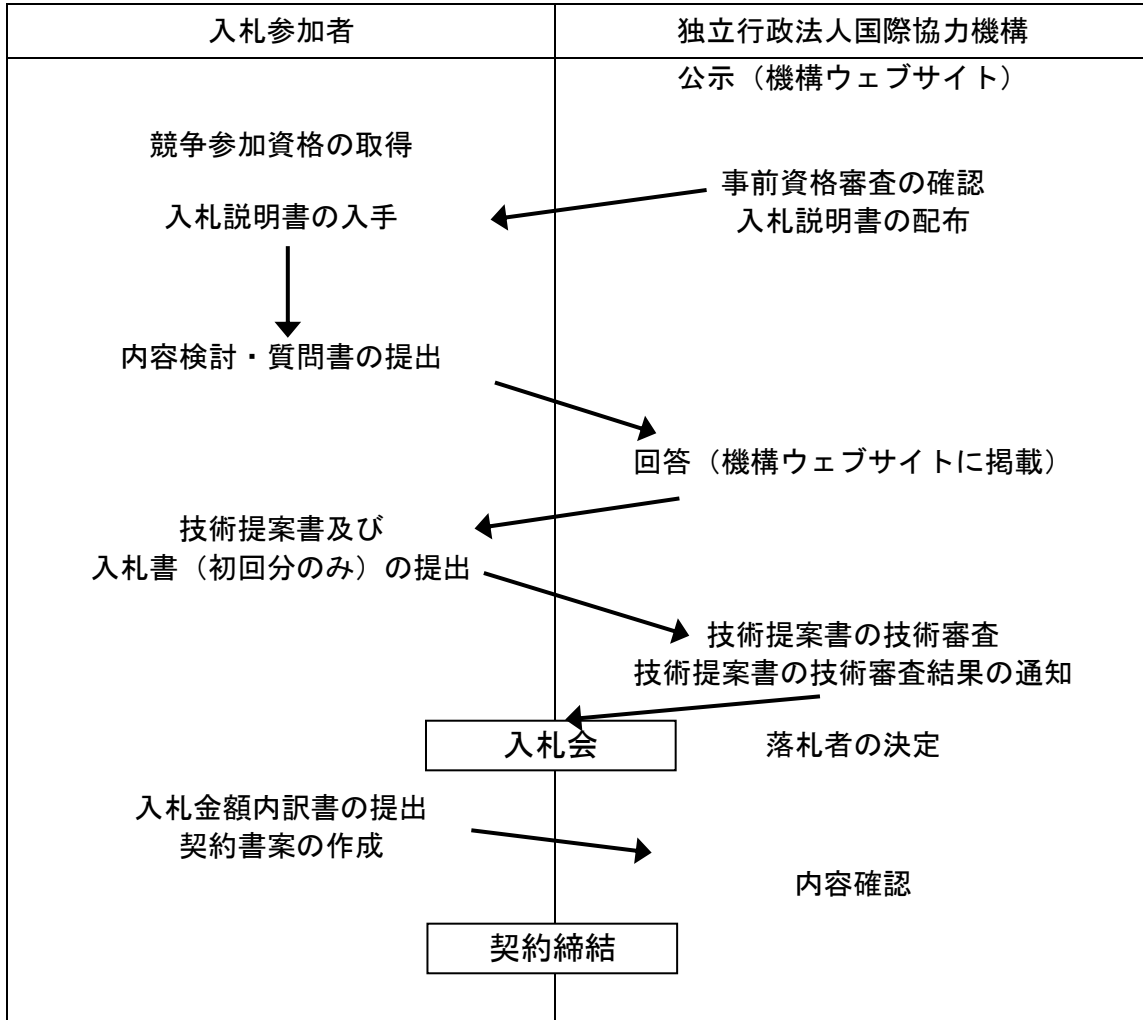 入札参加者
独立行政法人国際協力機構
公示（機構ウェブサイト）
競争参加資格の取得
事前資格審査の確認
入札説明書の入手
入札説明書の配布
内容検討・質問書の提出
回答（機構ウェブサイトに掲載）
技術提案書及び
入札書（初回分のみ）の提出
技術提案書の技術審査
技術提案書の技術審査結果の通知
入札会
落札者の決定
入札金額内訳書の提出
契約書案の作成
内容確認
契約締結